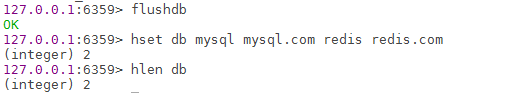 127.0.0.1:6359> flushdb
OK
127.0.0.1:6359> hset db mysql mysql.com redis redis.com
(integer) 2
127.0.0.1:6359> hlen db
(integer) 2